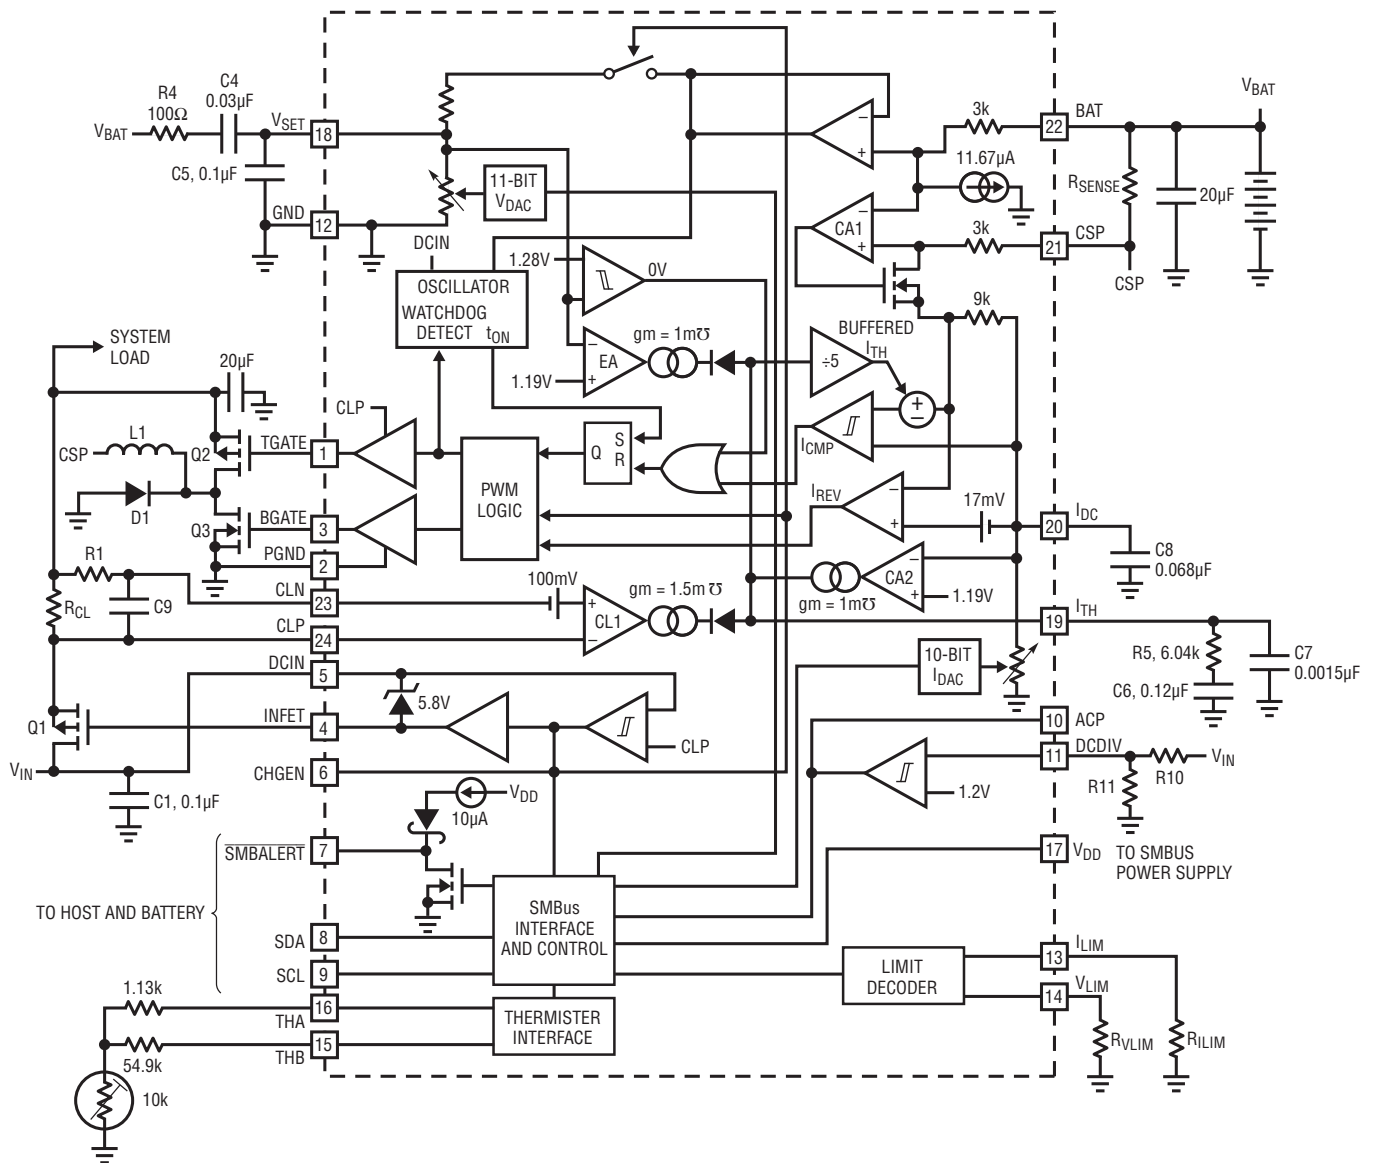 C4
0.03µF
R4
100Ω
VBAT
VSET
18
C5, 0.1µF
GND
12
11-BIT
VDAC
DCIN
OSCILLATOR
WATCHDOG
DETECT tON
1.28V
0V
gm = 1m℧
–
EA
+
1.19V
3k
22
BAT
VBAT
–
+
11.67µA
RSENSE
20µF
–
CA1
+
3k
21
CSP
CSP
9k
BUFFERED
ITH
÷5
+
–
ICMP
SYSTEM
LOAD
20µF
CLP
L1
CSP
Q2
TGATE
1
D1
Q3
BGATE
3
PGND
2
PWM
LOGIC
S
Q
R
IREV
–
+
17mV
20
IDC
C8
0.068µF
R1
C9
RCL
CLN
23
CLP
24
100mV
+
CL1
–
gm = 1.5m ℧
gm = 1m℧
–
CA2
+
1.19V
19
ITH
R5, 6.04k
C7
0.0015µF
C6, 0.12µF
10-BIT
IDAC
DCIN
5
5.8V
INFET
4
Q1
VIN
CLP
10
ACP
11
DCDIV
VIN
R10
R11
1.2V
CHGEN
6
C1, 0.1µF
VDD
10µA
SMBALERT
7
17
VDD
TO SMBUS
POWER SUPPLY
TO HOST AND BATTERY
SMBus
INTERFACE
AND CONTROL
SDA
8
SCL
9
LIMIT
DECODER
13
ILIM
14
VLIM
RVLIM
RILIM
1.13k
16
THA
THERMISTER
INTERFACE
15
THB
54.9k
10k